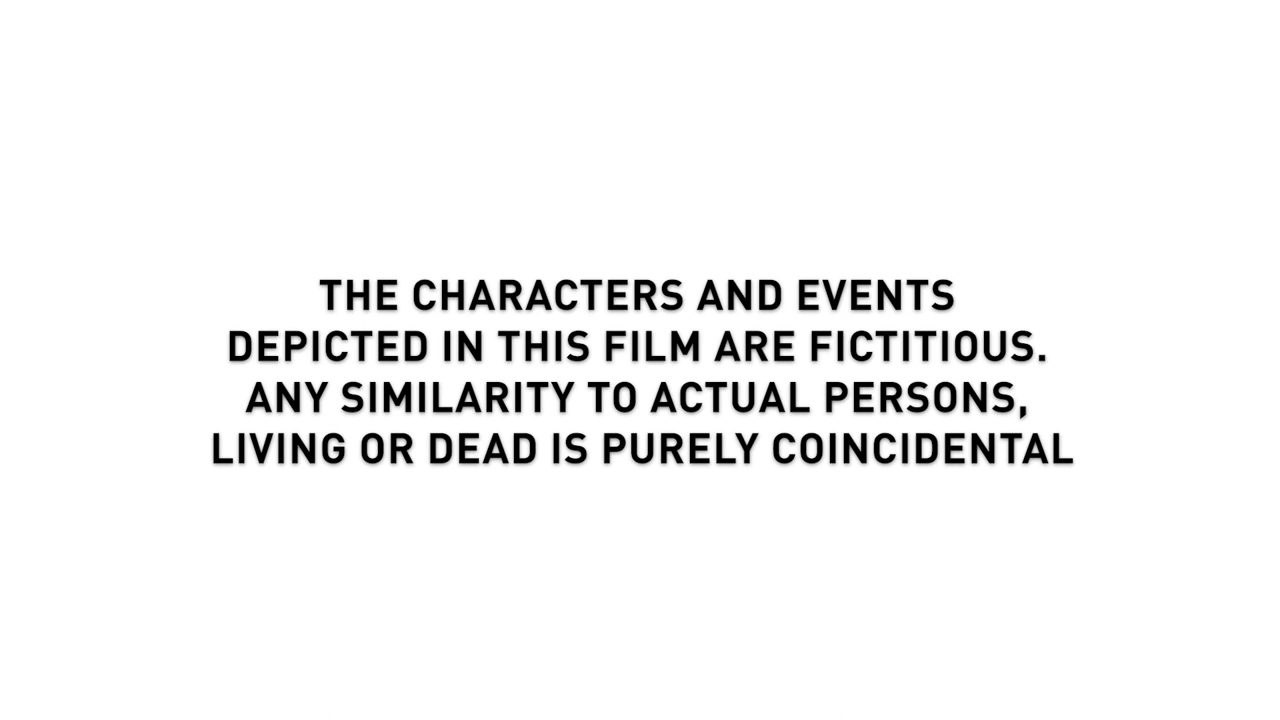 THE CHARACTERS AND EVENTS
DEPICTED IN THIS FILM ARE FICTITIOUS.
ANY SIMILARITY TO ACTUAL PERSONS,
LIVING OR DEAD IS PURELY COINCIDENTAL